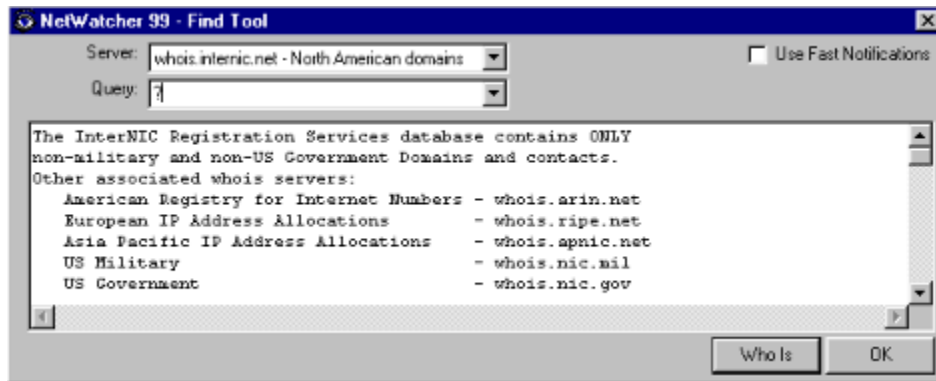 NetWatcher 99 - Find Tool
Server: whois.internic.net - North American domains
Use Fast Notifications
Query: ?
The InterNIC Registration Services database contains ONLY
non-military and non-US Government Domains and contacts.
Other associated whois servers:
American Registry for Internet Numbers - whois.arin.net
European IP Address Allocations - whois.ripe.net
Asia Pacific IP Address Allocations - whois.apnic.net
US Military - whois.nic.mil
US Government - whois.nic.gov
Who Is OK